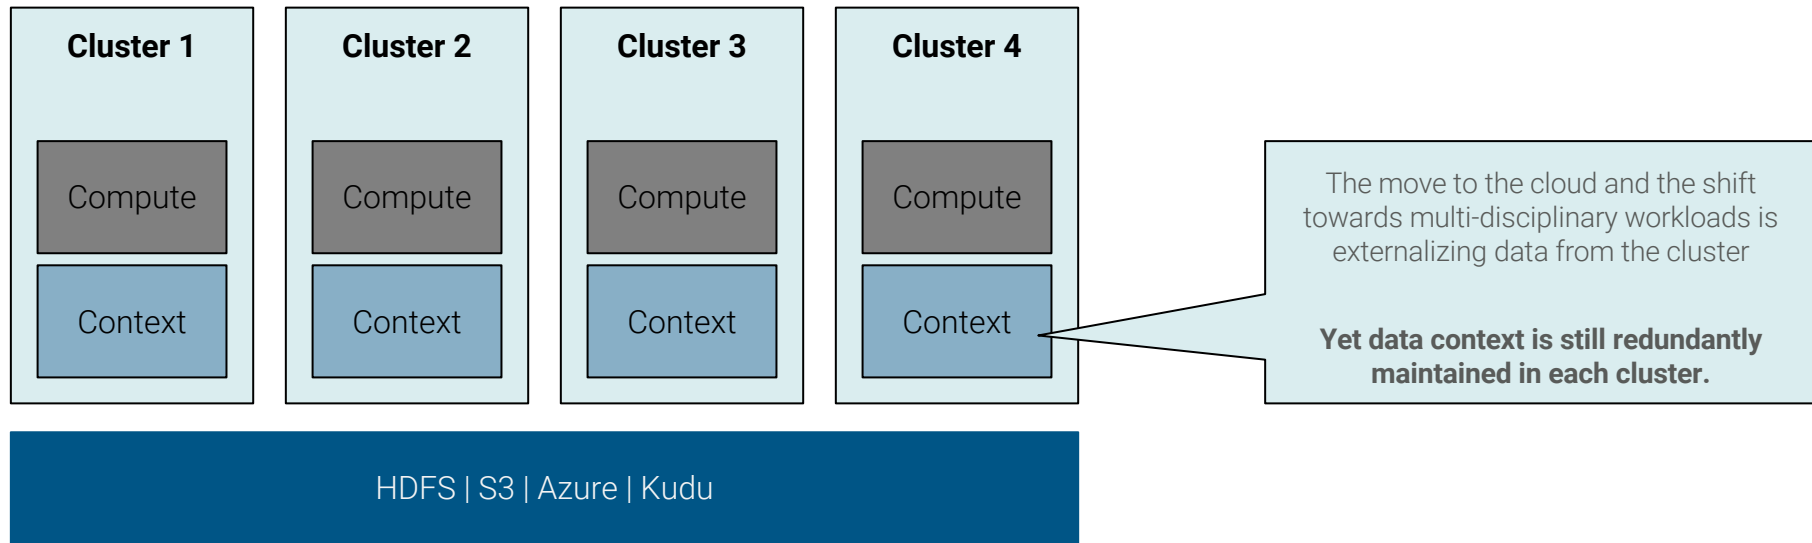 Cluster 1
Cluster 2
Cluster 3
Cluster 4
Compute
Compute
Compute
Compute
Context
Context
Context
Context
The move to the cloud and the shift
towards multi-disciplinary workloads is
externalizing data from the cluster
Yet data context is still redundantly
maintained in each cluster.
HDFS | S3 | Azure | Kudu